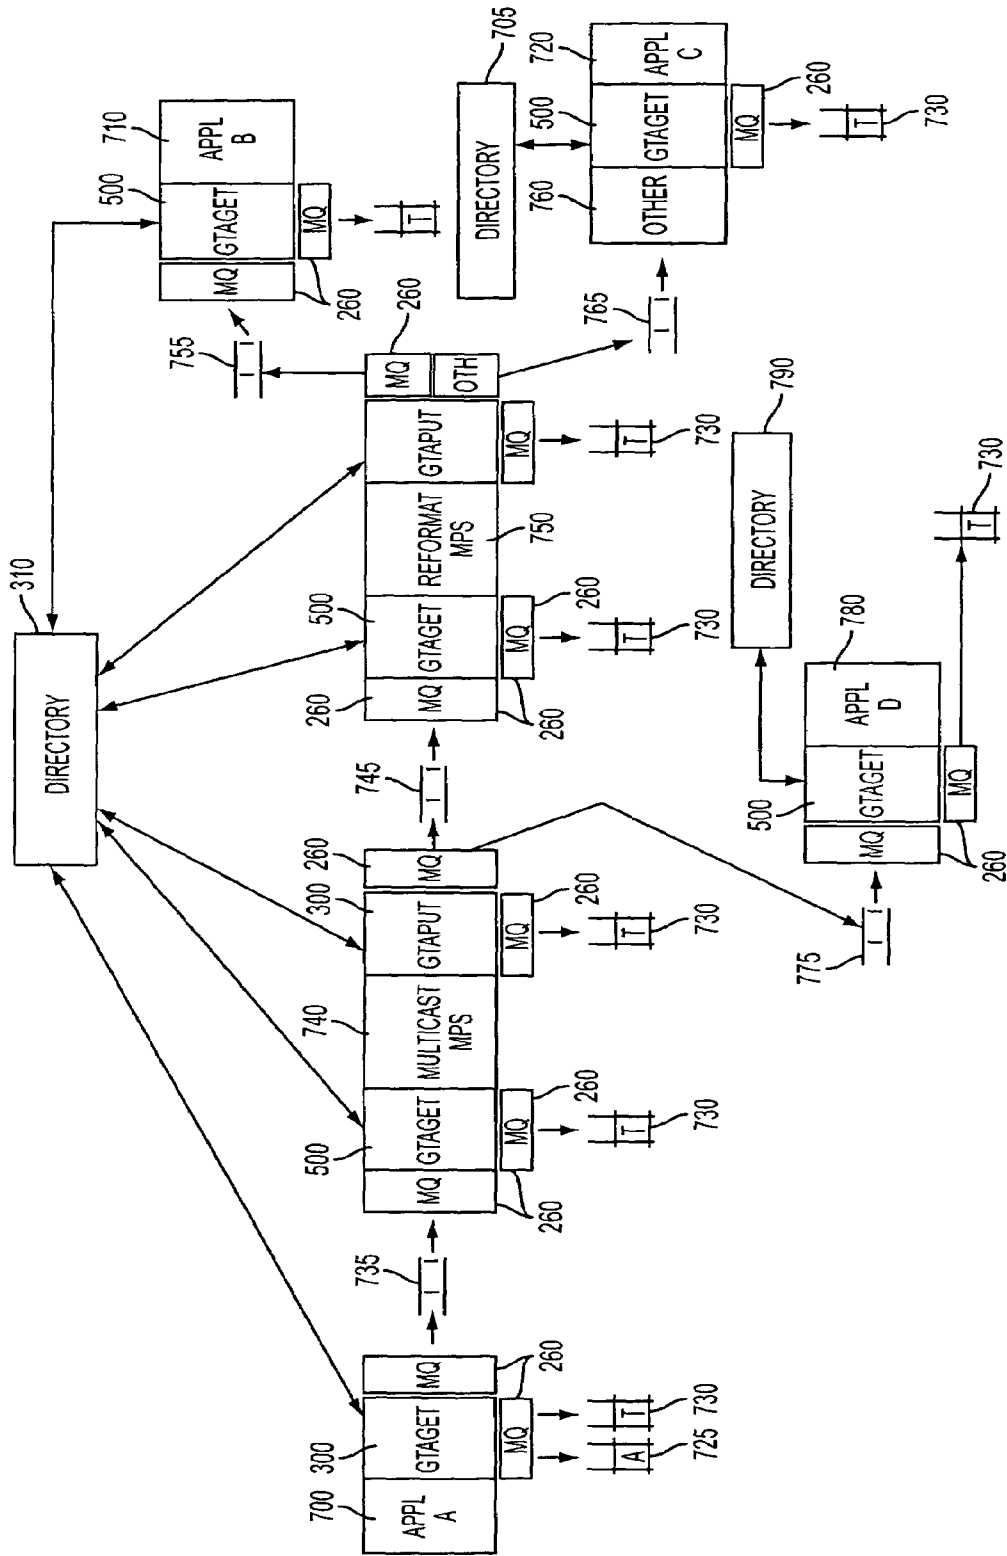 310
DIRECTORY
700
300
APPL
A
GTAGET
MQ
MQ
260
A
T
725
730
735
I I
500
740
300
260
MQ
GTAGET
MULTICAST
MPS
GTAPUT
MQ
260
MQ
260
MQ
260
T
730
T
730
745
I I
260
500
MQ
GTAGET
REFORMAT
MPS
750
GTAPUT
MQ
OTH
260
260
MQ
260
MQ
T
730
T
730
755
I I
500
710
MQ
GTAGET
APPL
B
260
MQ
T
705
DIRECTORY
765
I I
760
500
720
OTHER
GTAGET
APPL
C
MQ
260
T
730
790
DIRECTORY
775
I I
500
780
MQ
GTAGET
APPL
D
260
MQ
T
730